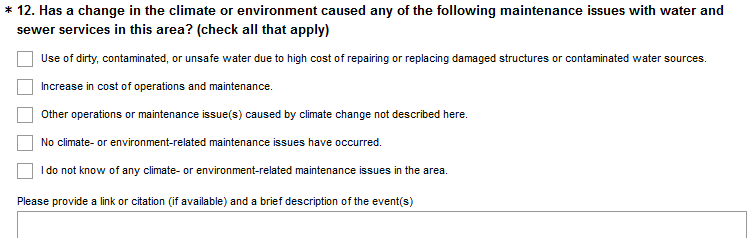 * 12. Has a change in the climate or environment caused any of the following maintenance issues with water and
sewer services in this area? (check all that apply)
Use of dirty, contaminated, or unsafe water due to high cost of repairing or replacing damaged structures or contaminated water sources.
Increase in cost of operations and maintenance.
Other operations or maintenance issue(s) caused by climate change not described here.
No climate- or environment-related maintenance issues have occurred.
I do not know of any climate- or environment-related maintenance issues in the area.
Please provide a link or citation (if available) and a brief description of the event(s)